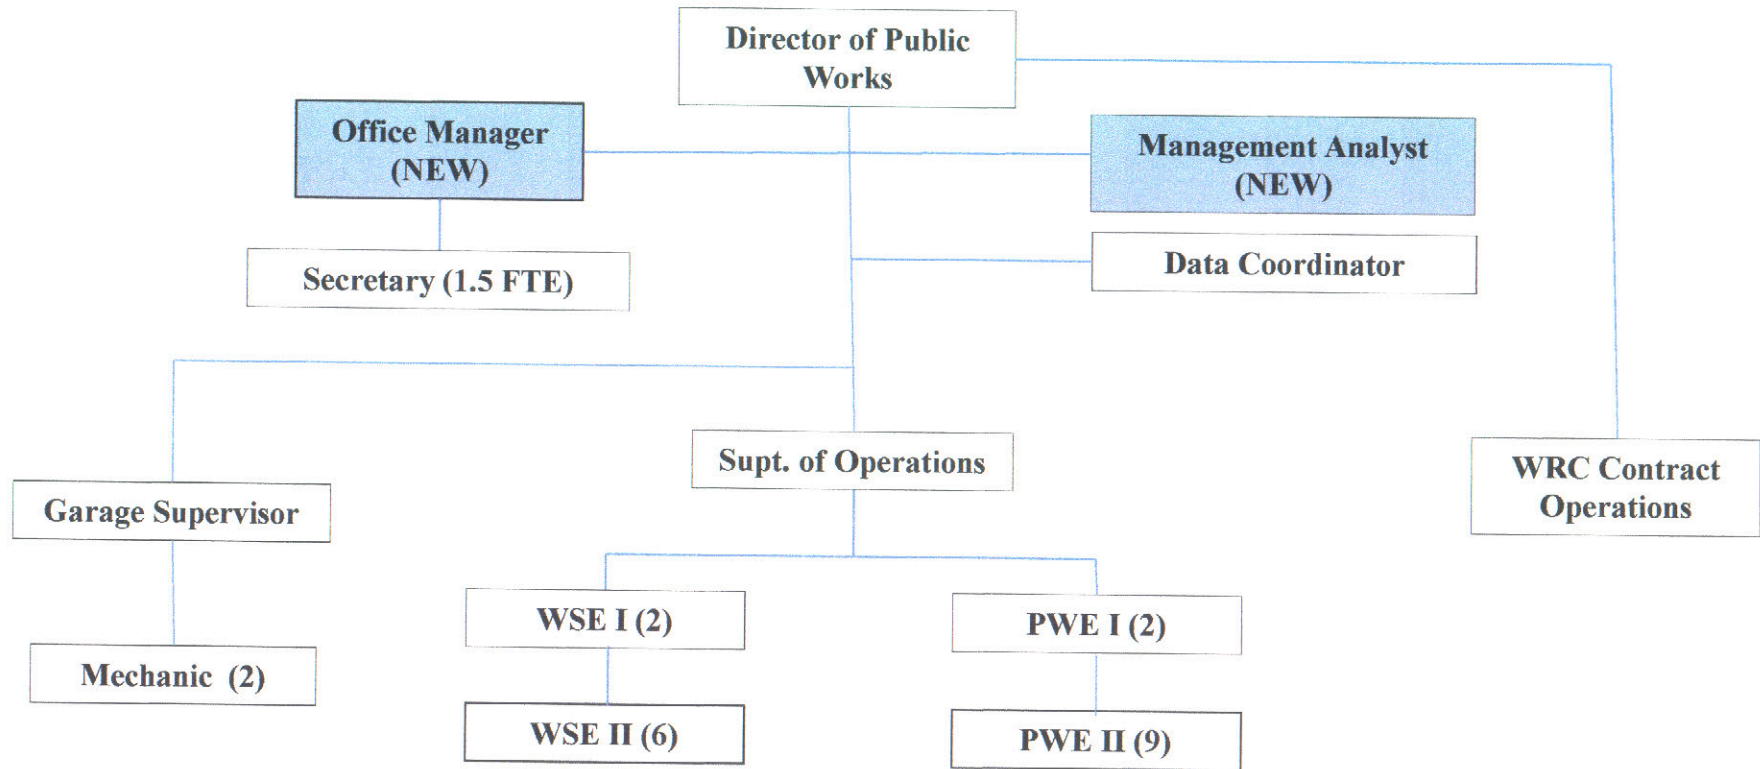 Director of Public
Works
Office Manager
(NEW)
Management Analyst
(NEW)
Secretary (1.5 FTE)
Data Coordinator
Supt. of Operations
Garage Supervisor
WRC Contract
Operations
WSE I (2)
PWE I (2)
Mechanic (2)
WSE II (6)
PWE II (9)